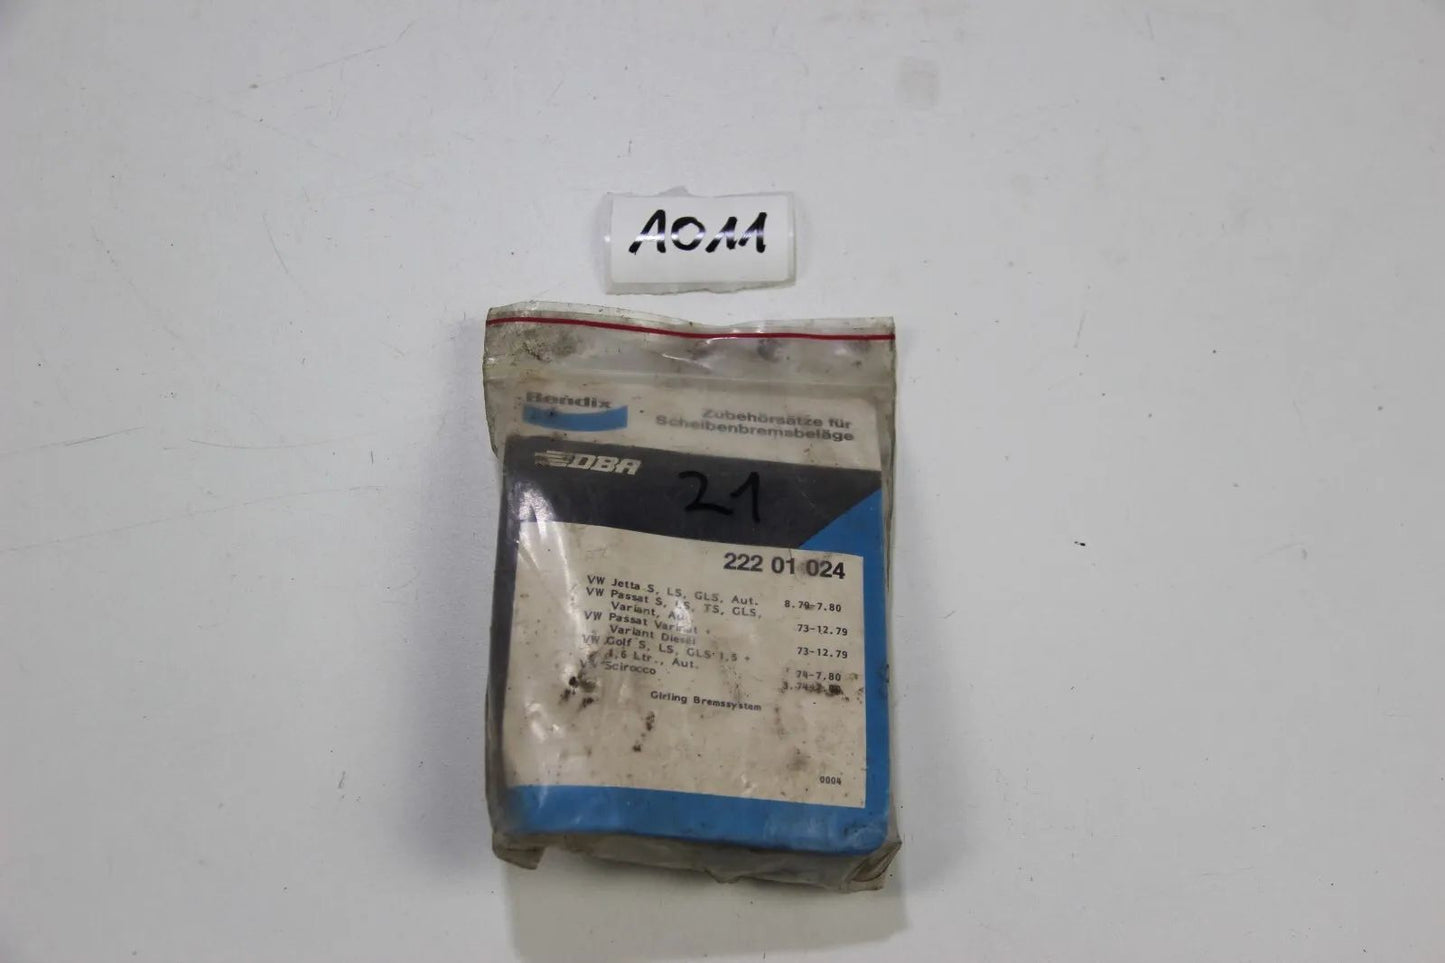 1011
Bendix
Zubehörsätze für
Scheibenbremsbeläge
DBA
21
222 01 024
VW Jetta S, LS, GLS, Aut. 8.79-7.80
VW Passat S, LS, TS, GLS,
Variant, Aut. 73-12.79
VW Passat Variant +
Variant Diesel 73-12.79
VW Golf S, LS, GLS 1,5 +
1,6 Ltr., Aut. 74-7.80
VW Scirocco
Girling Bremssystem
0004